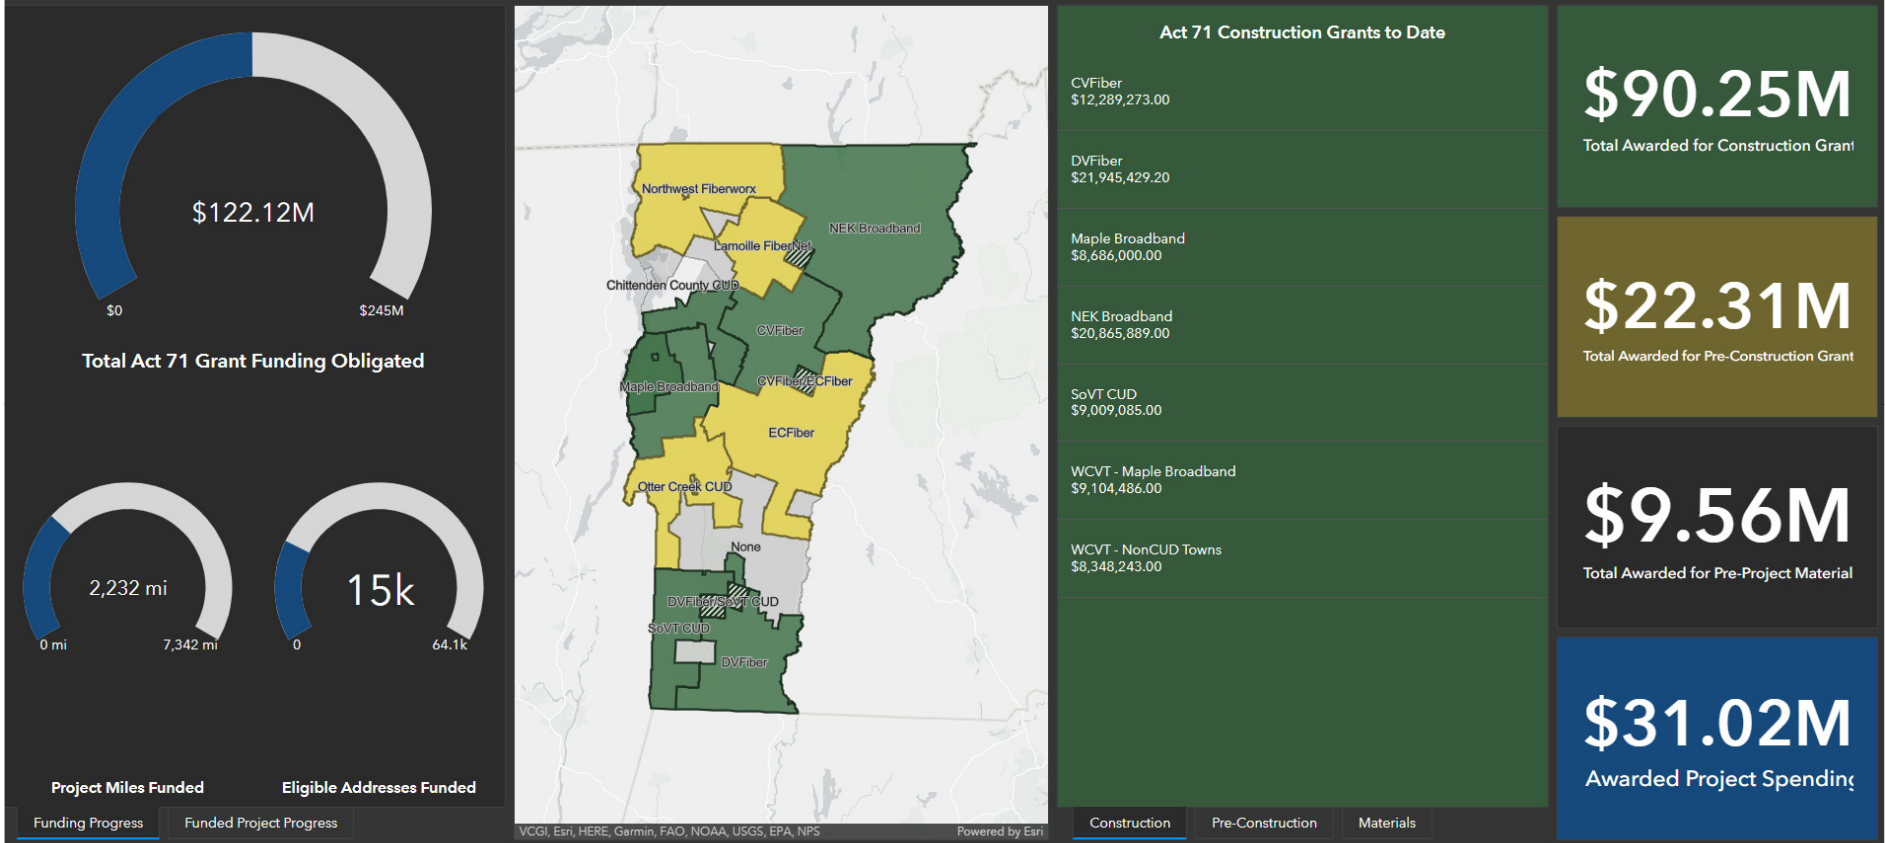 $122.12M
$0
$245M
Total Act 71 Grant Funding Obligated
2,232 mi
0 mi
7,342 mi
Project Miles Funded
15k
0
64.1k
Eligible Addresses Funded
Funding Progress
Funded Project Progress
Northwest Fiberworx
NEK Broadband
Lamoille FiberNet
Chittenden County CUD
CVFiber
Maple Broadband
CVFiber/ECFiber
ECFiber
Otter Creek CUD
None
DVFiber/SoVT CUD
SoVT CUD
DVFiber
VCGI, Esri, HERE, Garmin, FAO, NOAA, USGS, EPA, NPS
Powered by Esri
Act 71 Construction Grants to Date
CVFiber
$12,289,273.00
DVFiber
$21,945,429.20
Maple Broadband
$8,686,000.00
NEK Broadband
$20,865,889.00
SoVT CUD
$9,009,085.00
WCVT - Maple Broadband
$9,104,486.00
WCVT - NonCUD Towns
$8,348,243.00
Construction
Pre-Construction
Materials
$90.25M
Total Awarded for Construction Grant
$22.31M
Total Awarded for Pre-Construction Grant
$9.56M
Total Awarded for Pre-Project Material
$31.02M
Awarded Project Spending